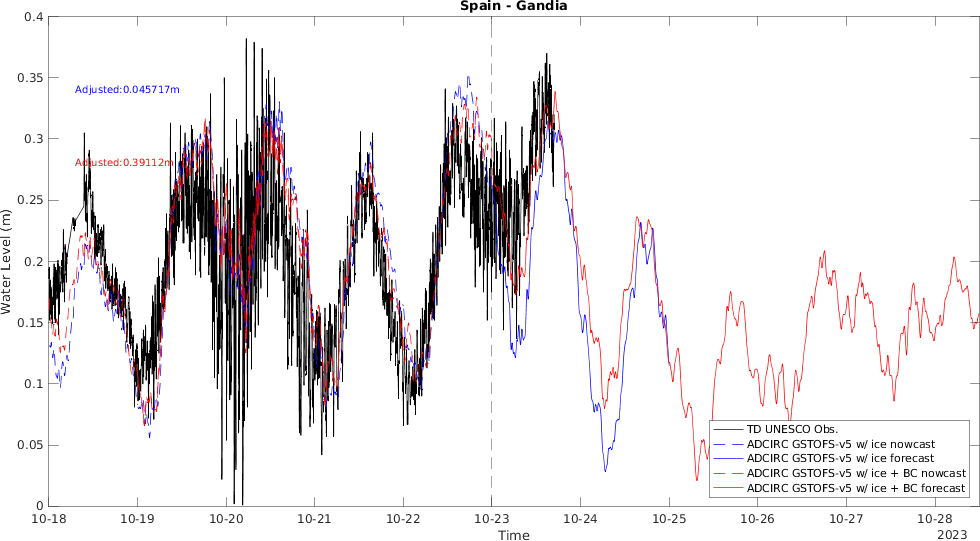 Spain - Gandia
0.4
0.35
0.3
0.25
0.2
0.15
0.1
0.05
0
Water Level (m)
Adjusted:0.045717m
Adjusted:0.39112m
TD UNESCO Obs.
ADCIRC GSTOFS-v5 w/ ice nowcast
ADCIRC GSTOFS-v5 w/ ice forecast
ADCIRC GSTOFS-v5 w/ ice + BC nowcast
ADCIRC GSTOFS-v5 w/ ice + BC forecast
10-18 10-19 10-20 10-21 10-22 10-23 10-24 10-25 10-26 10-27 10-28
Time
2023